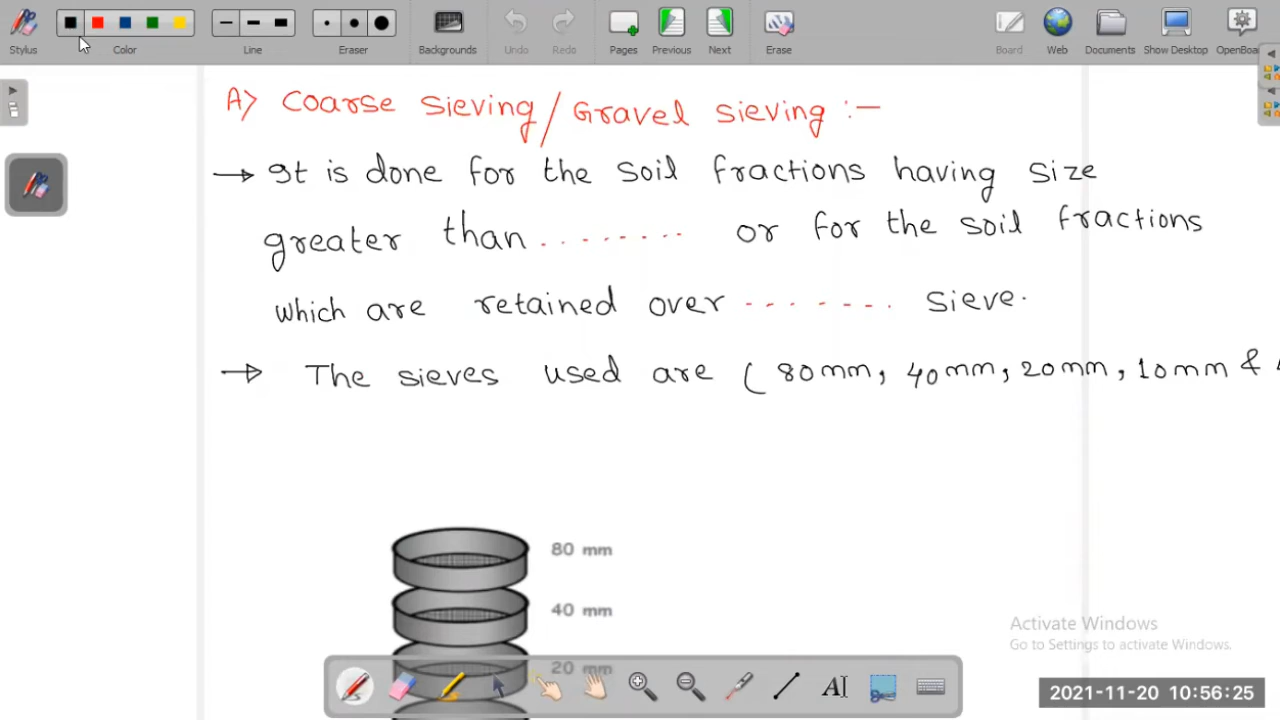 Stylus
Color
Line
Eraser
Backgrounds
Undo
Redo
Pages
Previous
Next
Erase
Board
Web
Documents
Show Desktop
OpenBoa
A> Coarse sieving/Gravel sieving :-
→ It is done for the soil fractions having size
greater than ........ or for the soil fractions
which are retained over ........ sieve.
→ The sieves used are (80mm, 40mm, 20mm, 10mm &
80 mm
40 mm
20 mm
Activate Windows
Go to Settings to activate Windows.
2021-11-20 10:56:25